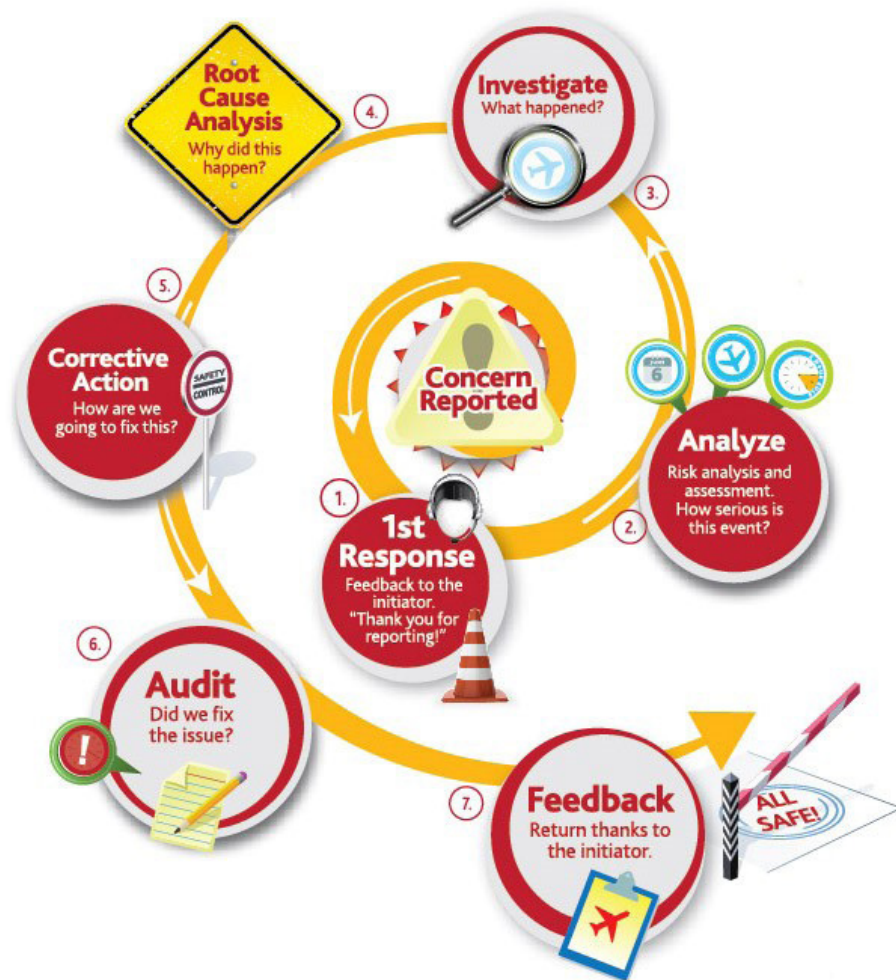 Concern
Reported
1.
1st
Response
Feedback to the
initiator.
“Thank you for
reporting!”
2.
Analyze
Risk analysis and
assessment.
How serious is
this event?
6
3.
Investigate
What happened?
4.
Root
Cause
Analysis
Why did this
happen?
5.
Corrective
Action
How are we
going to fix this?
SAFETY
CONTROL
6.
Audit
Did we fix
the issue?
!
7.
Feedback
Return thanks to
the initiator.
ALL
SAFE!